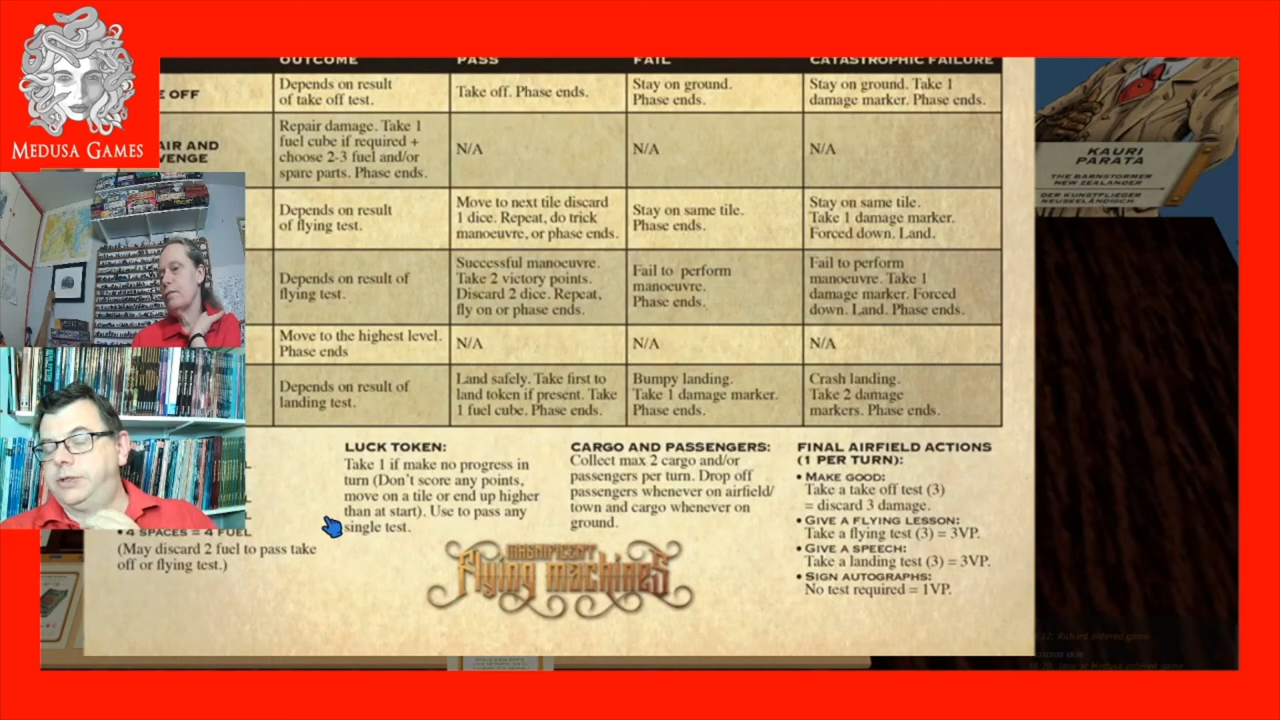 MEDUSA GAMES
OUTCOME PASS FAIL CATASTROPHIC FAILURE
E OFF
Depends on result
of take off test.
Take off. Phase ends.
Stay on ground.
Phase ends.
Stay on ground. Take 1
damage marker. Phase ends.
AIR AND
VENGE
Repair damage. Take 1
fuel cube if required +
choose 2-3 fuel and/or
spare parts. Phase ends.
N/A
N/A
N/A
Depends on result
of flying test.
Move to next tile discard
1 dice. Repeat, do trick
manoeuvre, or phase ends.
Stay on same tile.
Phase ends.
Stay on same tile.
Take 1 damage marker.
Forced down. Land.
Depends on result of
flying test.
Successful manoeuvre.
Take 2 victory points.
Discard 2 dice. Repeat,
fly on or phase ends.
Fail to perform
manoeuvre.
Phase ends.
Fail to perform
manoeuvre. Take 1
damage marker. Forced
down. Land. Phase ends.
Move to the highest level.
Phase ends
N/A
N/A
N/A
Depends on result of
landing test.
Land safely. Take first to
land token if present. Take
1 fuel cube. Phase ends.
Bumpy landing.
Take 1 damage marker.
Phase ends.
Crash landing.
Take 2 damage
markers. Phase ends.
• 4 SPACES = 4 FUEL
(May discard 2 fuel to pass take
off or flying test.)
LUCK TOKEN:
Take 1 if make no progress in
turn (Don't score any points,
move on a tile or end up higher
than at start). Use to pass any
single test.
CARGO AND PASSENGERS:
Collect max 2 cargo and/or
passengers per turn. Drop off
passengers whenever on airfield/
town and cargo whenever on
ground.
FINAL AIRFIELD ACTIONS
(1 PER TURN):
• MAKE GOOD:
Take a take off test (3)
= discard 3 damage.
• GIVE A FLYING LESSON:
Take a flying test (3) = 3VP.
• GIVE A SPEECH:
Take a landing test (3) = 3VP.
• SIGN AUTOGRAPHS:
No test required = 1VP.
MAGNIFICENT
Flying machines
KAURI
PARATA
THE BARNSTORMER
NEW ZEALANDER
DER KUNSTFLIEGER
NEUSEELÄNDISCH
Richard entered game
Jane at Medusa entered game